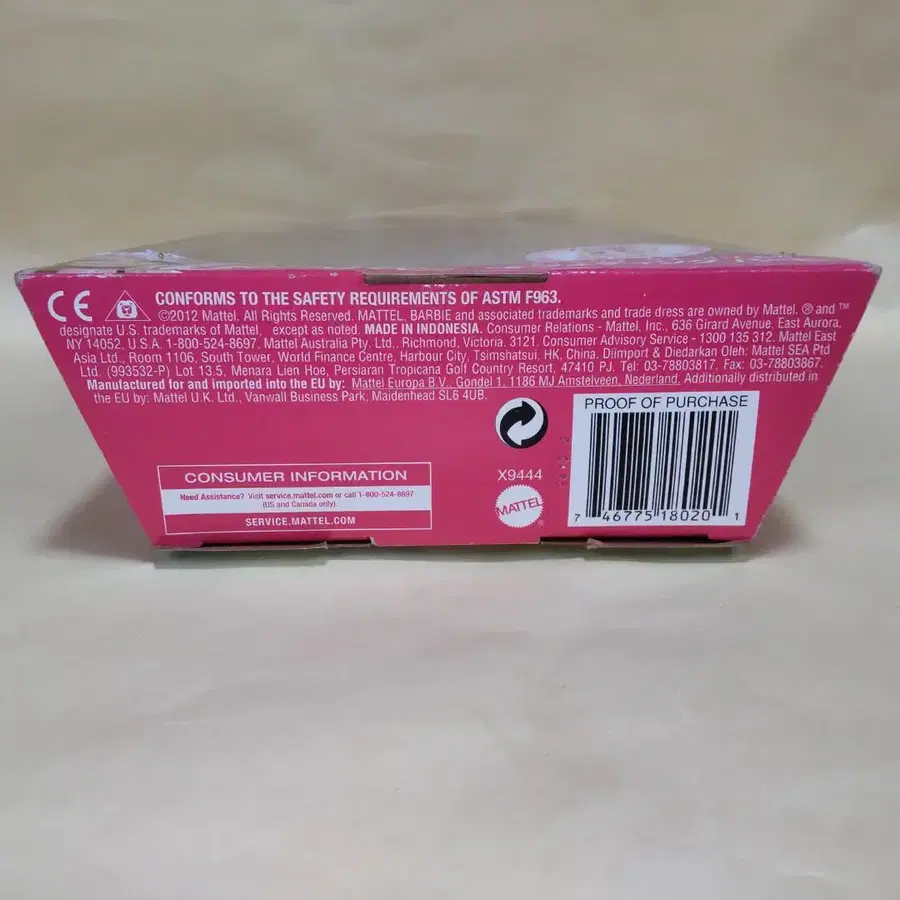 CE
CONFORMS TO THE SAFETY REQUIREMENTS OF ASTM F963.
©2012 Mattel. All Rights Reserved. MATTEL, BARBIE and associated trademarks and trade dress are owned by Mattel. ® and ™
designate U.S. trademarks of Mattel, except as noted. MADE IN INDONESIA. Consumer Relations - Mattel, Inc., 636 Girard Avenue, East Aurora,
NY 14052, U.S.A. 1-800-524-8697. Mattel Australia Pty. Ltd., Richmond, Victoria. 3121. Consumer Advisory Service - 1300 135 312. Mattel East
Asia Ltd., Room 1106, South Tower, World Finance Centre, Harbour City, Tsimshatsui, HK, China. Diimport & Diedarkan Oleh: Mattel SEA Ptd
Ltd. (993532-P) Lot 13.5, Menara Lien Hoe, Persiaran Tropicana Golf Country Resort, 47410 PJ. Tel: 03-78803817, Fax: 03-78803867.
Manufactured for and imported into the EU by: Mattel Europa B.V., Gondel 1, 1186 MJ Amstelveen, Nederland. Additionally distributed in
the EU by: Mattel U.K. Ltd., Vanwall Business Park, Maidenhead SL6 4UB.
PROOF OF PURCHASE
X9444
MATTEL
®
7 46775 18020 1
CONSUMER INFORMATION
Need Assistance? Visit service.mattel.com or call 1-800-524-8697
(US and Canada only).
SERVICE.MATTEL.COM